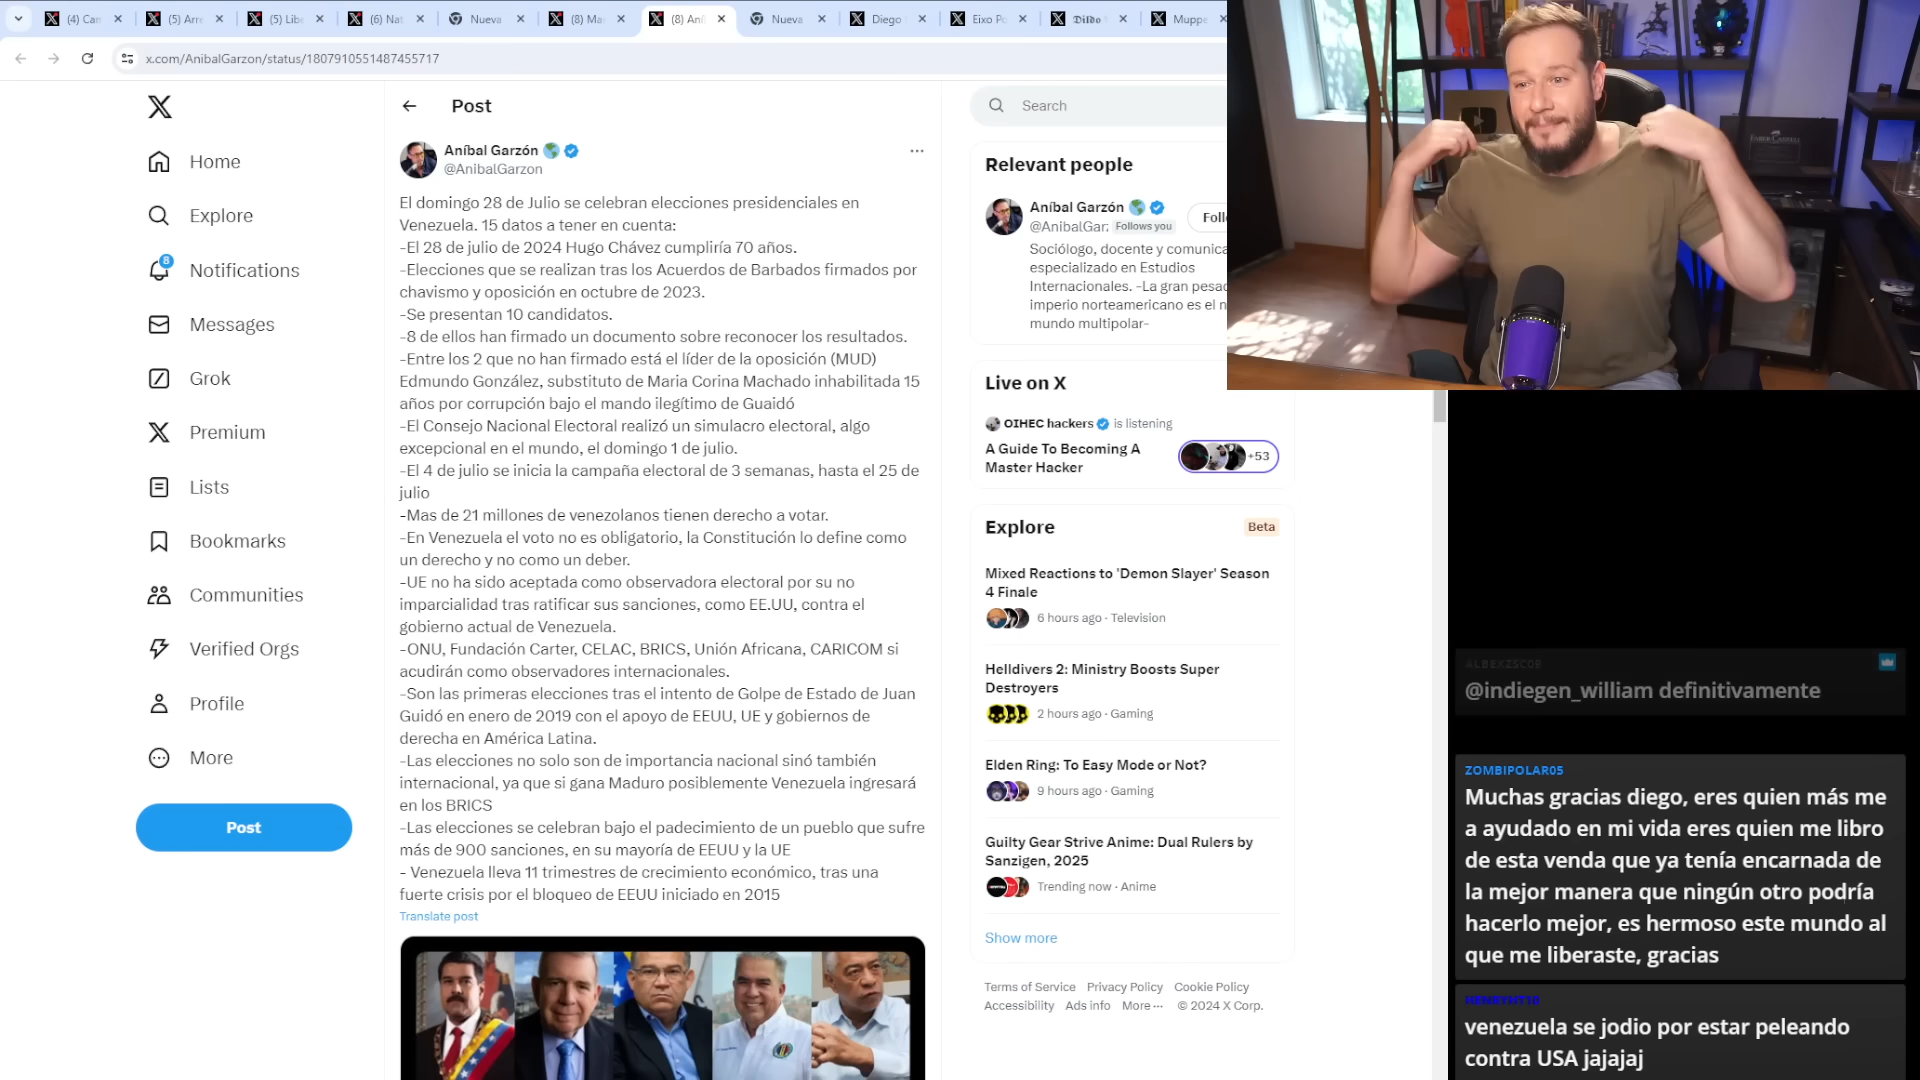 (4) Can
(5) Arre
(5) Libe
(6) Nat
Nueva
(8) Ma
(8) Aní
Nueva
Diego
Eixo Po
Muppe
x.com/AnibalGarzon/status/1807910551487455717
Home
Explore
8
Notifications
Messages
Grok
Premium
Lists
Bookmarks
Communities
Verified Orgs
Profile
More
Post
Post
Aníbal Garzón
@AnibalGarzon
El domingo 28 de Julio se celebran elecciones presidenciales en
Venezuela. 15 datos a tener en cuenta:
-El 28 de julio de 2024 Hugo Chávez cumpliría 70 años.
-Elecciones que se realizan tras los Acuerdos de Barbados firmados por
chavismo y oposición en octubre de 2023.
-Se presentan 10 candidatos.
-8 de ellos han firmado un documento sobre reconocer los resultados.
-Entre los 2 que no han firmado está el líder de la oposición (MUD)
Edmundo González, substituto de Maria Corina Machado inhabilitada 15
años por corrupción bajo el mando ilegítimo de Guaidó
-El Consejo Nacional Electoral realizó un simulacro electoral, algo
excepcional en el mundo, el domingo 1 de julio.
-El 4 de julio se inicia la campaña electoral de 3 semanas, hasta el 25 de
julio
-Mas de 21 millones de venezolanos tienen derecho a votar.
-En Venezuela el voto no es obligatorio, la Constitución lo define como
un derecho y no como un deber.
-UE no ha sido aceptada como observadora electoral por su no
imparcialidad tras ratificar sus sanciones, como EE.UU, contra el
gobierno actual de Venezuela.
-ONU, Fundación Carter, CELAC, BRICS, Unión Africana, CARICOM si
acudirán como observadores internacionales.
-Son las primeras elecciones tras el intento de Golpe de Estado de Juan
Guidó en enero de 2019 con el apoyo de EEUU, UE y gobiernos de
derecha en América Latina.
-Las elecciones no solo son de importancia nacional sinó también
internacional, ya que si gana Maduro posiblemente Venezuela ingresará
en los BRICS
-Las elecciones se celebran bajo el padecimiento de un pueblo que sufre
más de 900 sanciones, en su mayoría de EEUU y la UE
- Venezuela lleva 11 trimestres de crecimiento económico, tras una
fuerte crisis por el bloqueo de EEUU iniciado en 2015
Translate post
Search
Relevant people
Aníbal Garzón
@AnibalGar. Follows you
Foll
Sociólogo, docente y comunica
especializado en Estudios
Internacionales. -La gran pesad
imperio norteamericano es el n
mundo multipolar-
Live on X
OIHEC hackers is listening
A Guide To Becoming A
Master Hacker
+53
Explore
Beta
Mixed Reactions to 'Demon Slayer' Season
4 Finale
6 hours ago · Television
Helldivers 2: Ministry Boosts Super
Destroyers
2 hours ago · Gaming
Elden Ring: To Easy Mode or Not?
9 hours ago · Gaming
Guilty Gear Strive Anime: Dual Rulers by
Sanzigen, 2025
Trending now · Anime
Show more
Terms of Service Privacy Policy Cookie Policy
Accessibility Ads info More ··· © 2024 X Corp.
FABER-CASTELL
ALBEXZSC09
@indiegen_william definitivamente
ZOMBIPOLAR05
Muchas gracias diego, eres quien más me
a ayudado en mi vida eres quien me libro
de esta venda que ya tenía encarnada de
la mejor manera que ningún otro podría
hacerlo mejor, es hermoso este mundo al
que me liberaste, gracias
venezuela se jodio por estar peleando
contra USA jajajaj